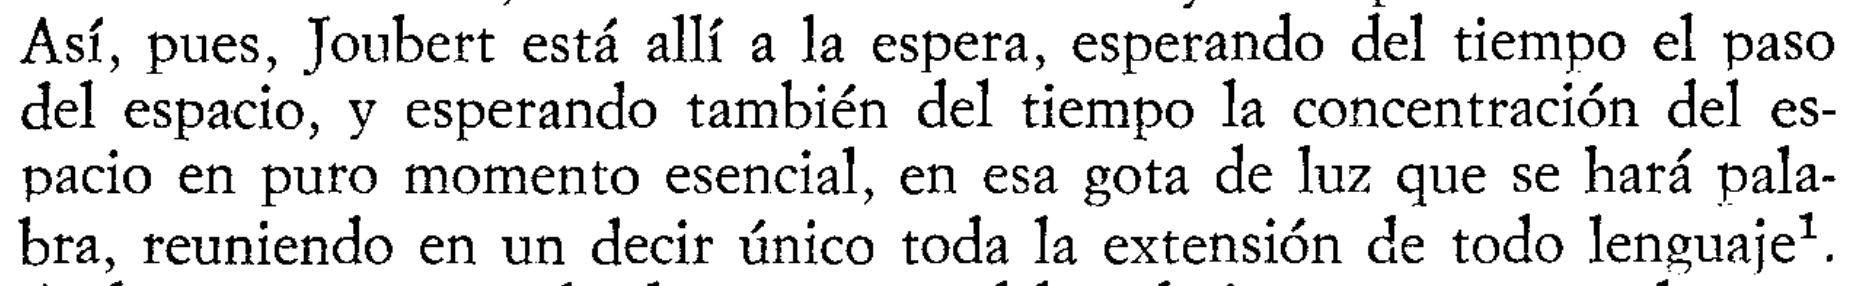 Así, pues, Joubert está allí a la espera, esperando del tiempo el paso
del espacio, y esperando también del tiempo la concentración del es-
pacio en puro momento esencial, en esa gota de luz que se hará pala-
bra, reuniendo en un decir único toda la extensión de todo lenguaje¹.